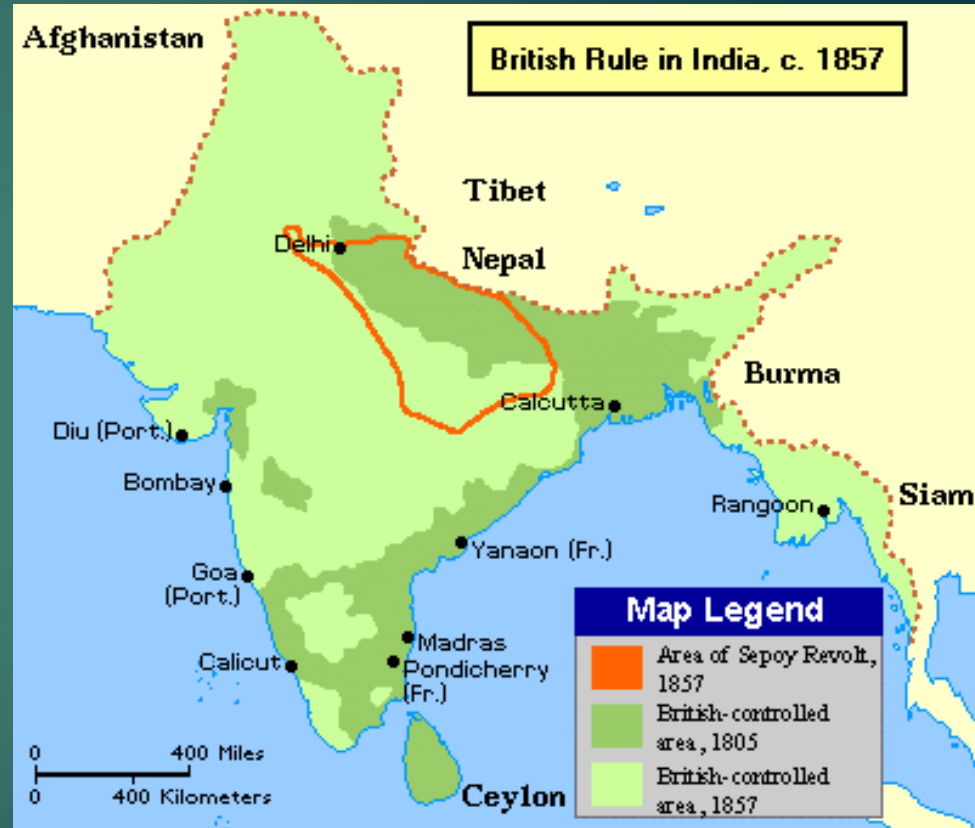 Afghanistan
British Rule in India, c. 1857
Tibet
Nepal
Delhi
Burma
Calcutta
Diu (Port.)
Bombay
Rangoon
Siam
Yanaon (Fr.)
Goa
(Port.)
Madras
Calicut
Pondicherry
(Fr.)
Ceylon
0 400 Miles
0 400 Kilometers
Map Legend
Area of Sepoy Revolt,
1857
British-controlled
area, 1805
British-controlled
area, 1857